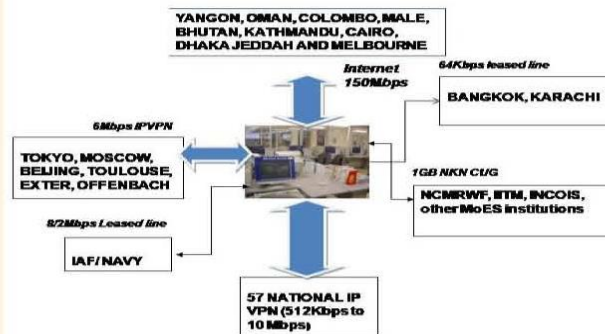 YANGON, OMAN, COLOMBO, MALE,
BHUTAN, KATHMANDU, CAIRO,
DHAKA JEDDAH AND MELBOURNE
Internet
150Mbps
64Kbps leased line
BANGKOK, KARACHI
6Mbps IPVPN
TOKYO, MOSCOW,
BEIJING, TOULOUSE,
EXTER, OFFENBACH
1GB NKN CUG
NCMRWF, IITM, INCOIS,
other MoES institutions
8/2Mbps Leased line
IAF/NAVY
57 NATIONAL IP
VPN (512Kbps to
10 Mbps)